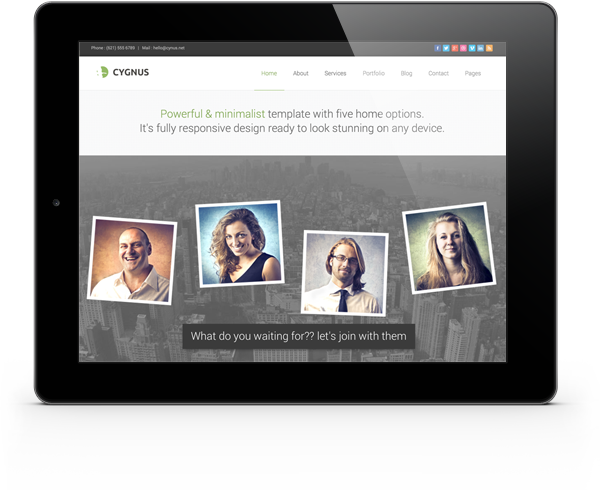 Phone : (621) 555 6789 | Mail : hello@cynus.net
CYGNUS
Home About Services Portfolio Blog Contact Pages
Powerful & minimalist template with five home options.
It's fully responsive design ready to look stunning on any device.
What do you waiting for?? let's join with them